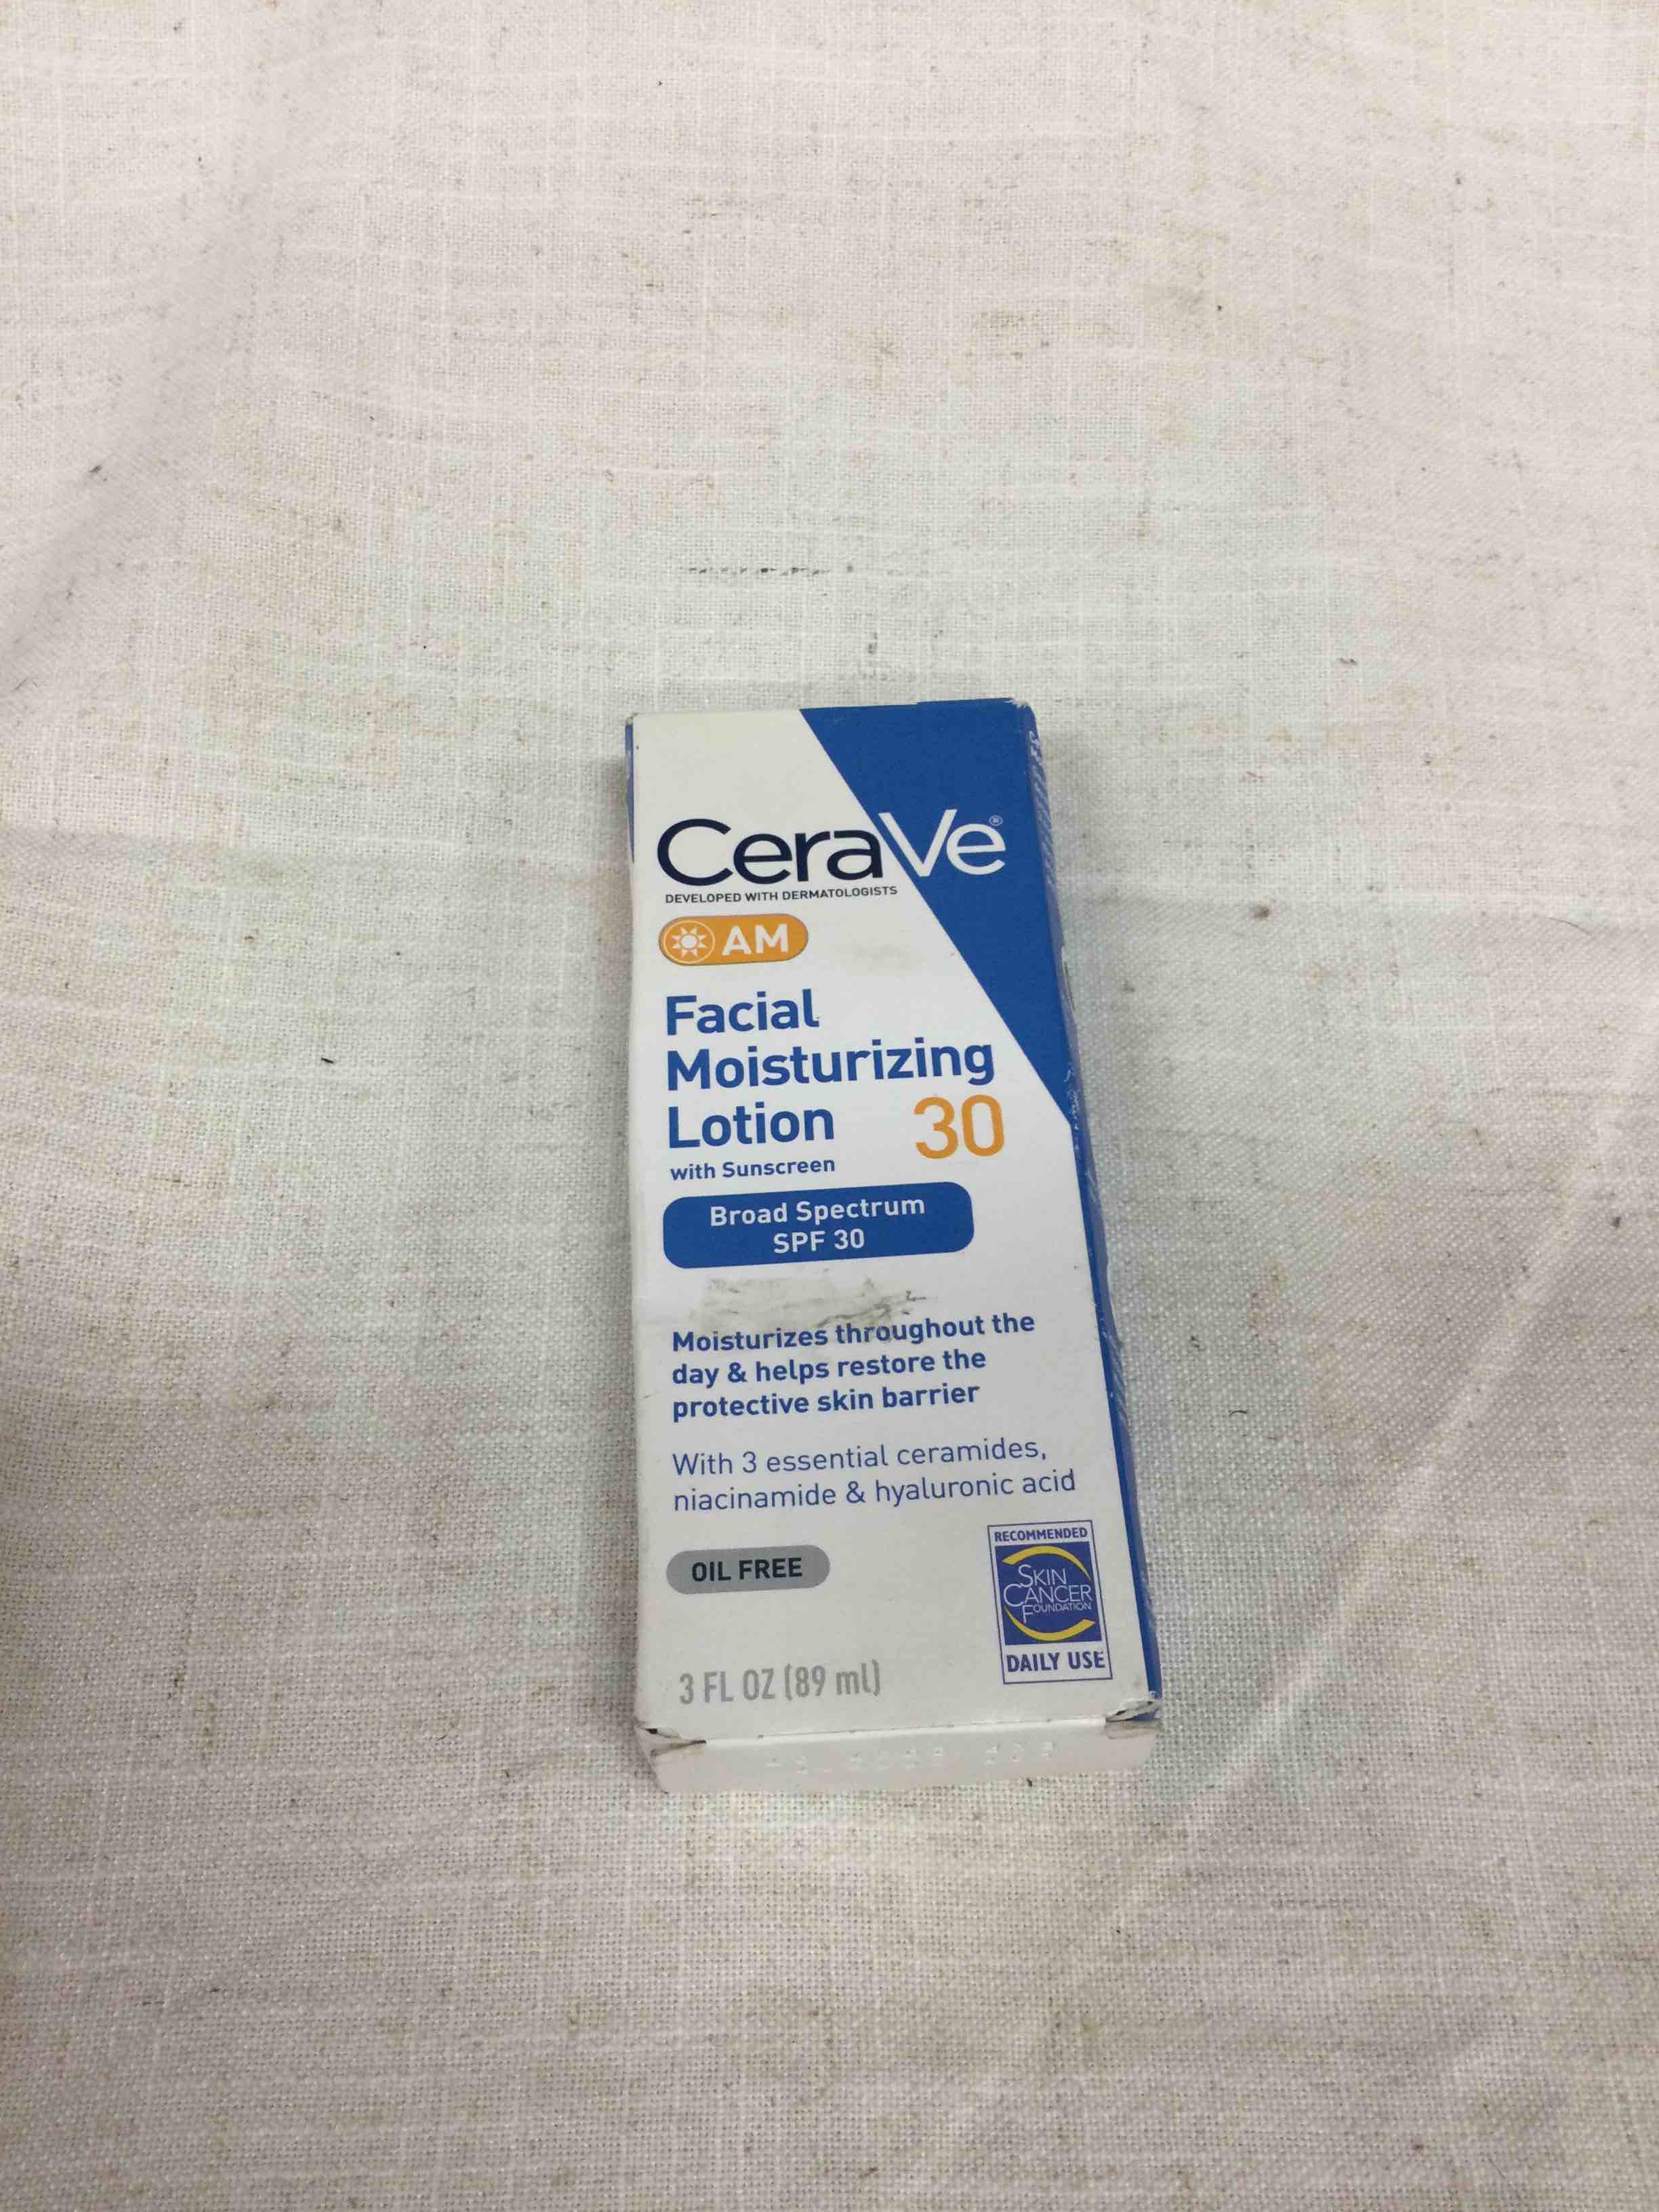 CeraVe®
DEVELOPED WITH DERMATOLOGISTS
AM
Facial
Moisturizing
Lotion 30
with Sunscreen
Broad Spectrum
SPF 30
Moisturizes throughout the
day & helps restore the
protective skin barrier
With 3 essential ceramides,
niacinamide & hyaluronic acid
OIL FREE
RECOMMENDED
SKIN
CANCER
FOUNDATION
DAILY USE
3 FL OZ (89 ml)